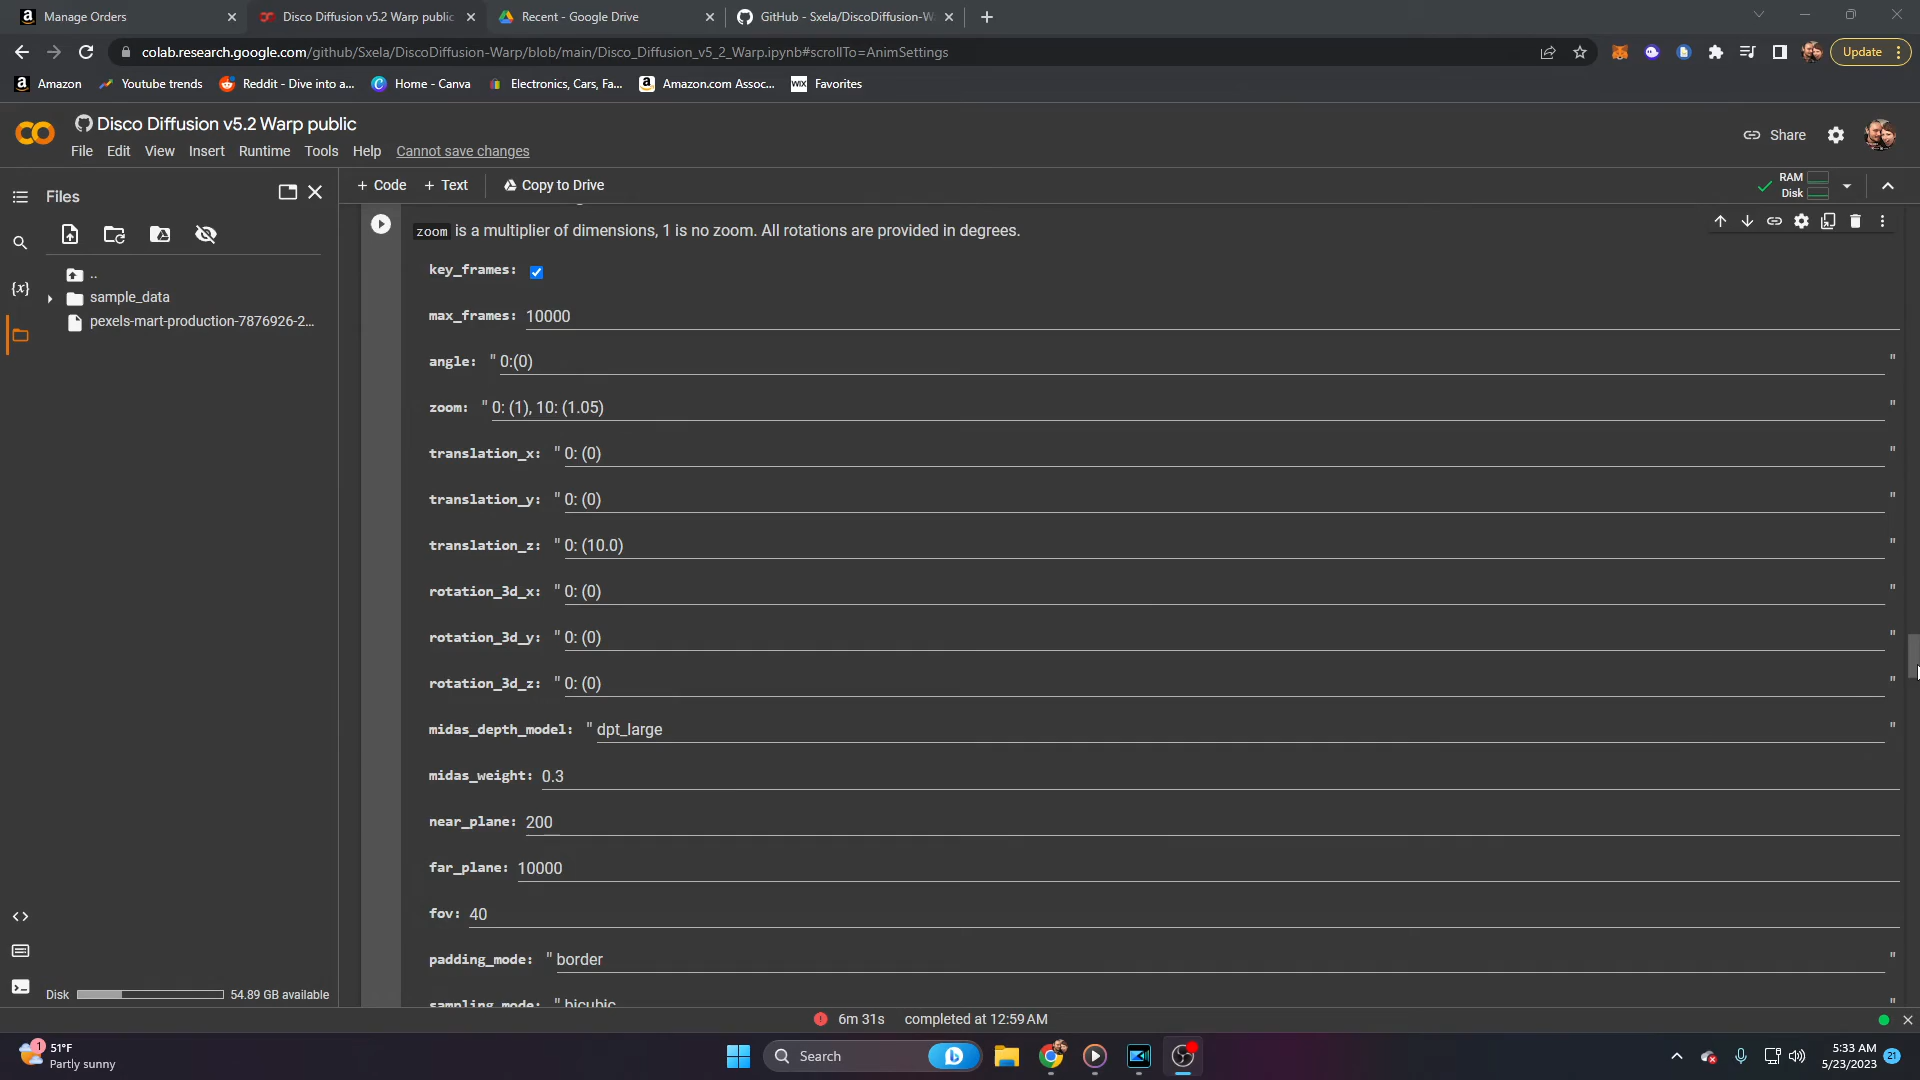 Manage Orders
Disco Diffusion v5.2 Warp public
Recent - Google Drive
GitHub - Sxela/DiscoDiffusion-W
colab.research.google.com/github/Sxela/DiscoDiffusion-Warp/blob/main/Disco_Diffusion_v5_2_Warp.ipynb#scrollTo=AnimSettings
Update
Amazon
Youtube trends
Reddit - Dive into a...
Home - Canva
Electronics, Cars, Fa...
Amazon.com Assoc...
WIX Favorites
Disco Diffusion v5.2 Warp public
File Edit View Insert Runtime Tools Help Cannot save changes
Share
Files
+ Code + Text Copy to Drive
RAM
Disk
..
sample_data
pexels-mart-production-7876926-2...
zoom is a multiplier of dimensions, 1 is no zoom. All rotations are provided in degrees.
key_frames:
max_frames: 10000
angle: " 0:(0) "
zoom: " 0: (1), 10: (1.05) "
translation_x: " 0: (0) "
translation_y: " 0: (0) "
translation_z: " 0: (10.0) "
rotation_3d_x: " 0: (0) "
rotation_3d_y: " 0: (0) "
rotation_3d_z: " 0: (0) "
midas_depth_model: " dpt_large "
midas_weight: 0.3
near_plane: 200
far_plane: 10000
fov: 40
padding_mode: " border "
sampling_mode: " bicubic "
Disk 54.89 GB available
6m 31s completed at 12:59 AM
1
51°F
Partly sunny
Search
5:33 AM
5/23/2023
21